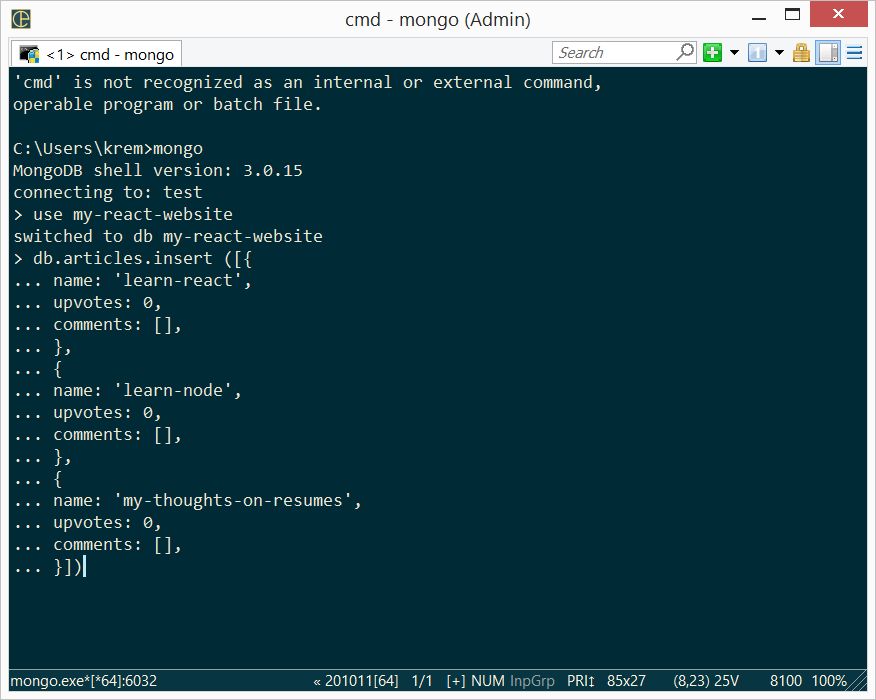 cmd - mongo (Admin)
<1> cmd - mongo
Search
'cmd' is not recognized as an internal or external command,
operable program or batch file.
C:\Users\krem>mongo
MongoDB shell version: 3.0.15
connecting to: test
> use my-react-website
switched to db my-react-website
> db.articles.insert ([{
... name: 'learn-react',
... upvotes: 0,
... comments: [],
... },
... {
... name: 'learn-node',
... upvotes: 0,
... comments: [],
... },
... {
... name: 'my-thoughts-on-resumes',
... upvotes: 0,
... comments: [],
... }])
mongo.exe*[*64]:6032 « 201011[64] 1/1 [+] NUM InpGrp PRI↕ 85x27 (8,23) 25V 8100 100%